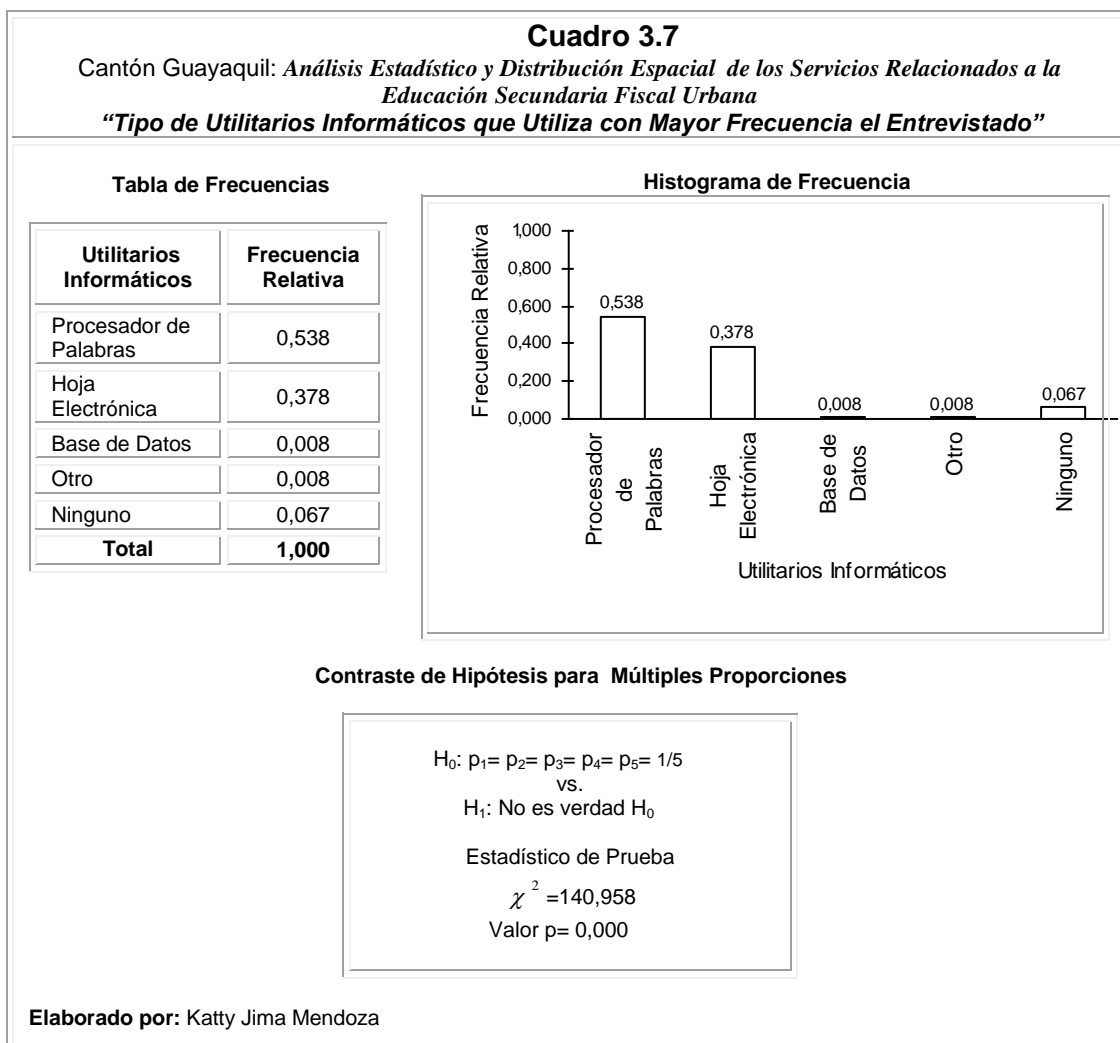 Cuadro 3.7
Cantón Guayaquil: Análisis Estadístico y Distribución Espacial de los Servicios Relacionados a la
Educación Secundaria Fiscal Urbana
“Tipo de Utilitarios Informáticos que Utiliza con Mayor Frecuencia el Entrevistado”
Tabla de Frecuencias
Utilitarios
Informáticos
Frecuencia
Relativa
Procesador de
Palabras
0,538
Hoja
Electrónica
0,378
Base de Datos
0,008
Otro
0,008
Ninguno
0,067
Total
1,000
Histograma de Frecuencia
Frecuencia Relativa
1,000
0,800
0,600
0,400
0,200
0,000
0,538
0,378
0,008
0,008
0,067
Procesador
de
Palabras
Hoja
Electrónica
Base de
Datos
Otro
Ninguno
Utilitarios Informáticos
Contraste de Hipótesis para Múltiples Proporciones
H₀: p₁= p₂= p₃= p₄= p₅= 1/5
vs.
H₁: No es verdad H₀
Estadístico de Prueba
χ ² =140,958
Valor p= 0,000
Elaborado por: Katty Jima Mendoza